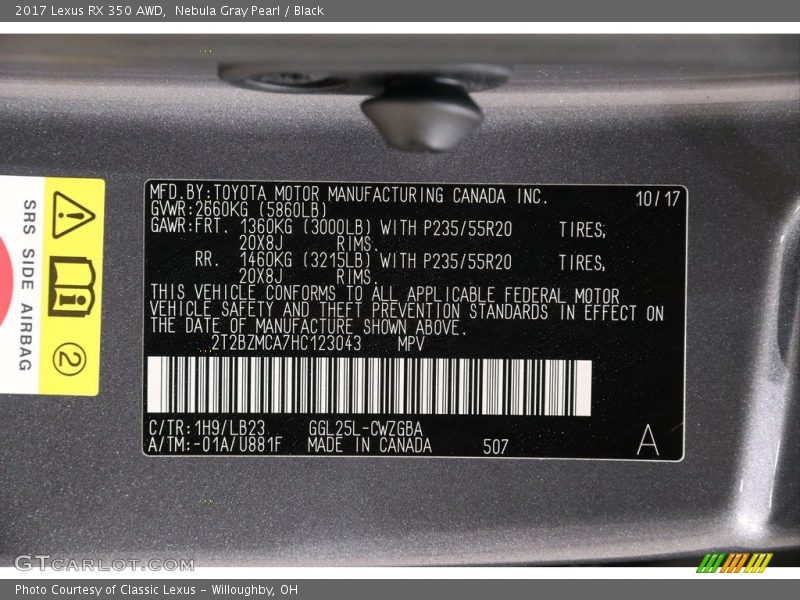 2017 Lexus RX 350 AWD, Nebula Gray Pearl / Black
SRS SIDE AIRBAG
2
MFD. BY: TOYOTA MOTOR MANUFACTURING CANADA INC. 10/17
GVWR: 2660KG (5860LB)
GAWR: FRT. 1360KG (3000LB) WITH P235/55R20 TIRES,
20X8J RIMS.
RR. 1460KG (3215LB) WITH P235/55R20 TIRES,
20X8J RIMS.
THIS VEHICLE CONFORMS TO ALL APPLICABLE FEDERAL MOTOR
VEHICLE SAFETY AND THEFT PREVENTION STANDARDS IN EFFECT ON
THE DATE OF MANUFACTURE SHOWN ABOVE.
2T2BZMCA7HC123043 MPV
C/TR: 1H9/LB23 GGL25L-CWZGBA
A/TM: -01A/U881F MADE IN CANADA 507 A
GTCarLot.com
Photo Courtesy of Classic Lexus - Willoughby, OH